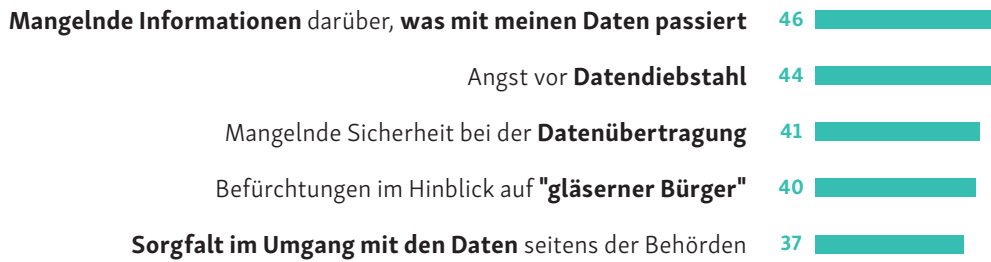 Mangelnde Informationen darüber, was mit meinen Daten passiert 46
Angst vor Datendiebstahl 44
Mangelnde Sicherheit bei der Datenübertragung 41
Befürchtungen im Hinblick auf "gläserner Bürger" 40
Sorgfalt im Umgang mit den Daten seitens der Behörden 37